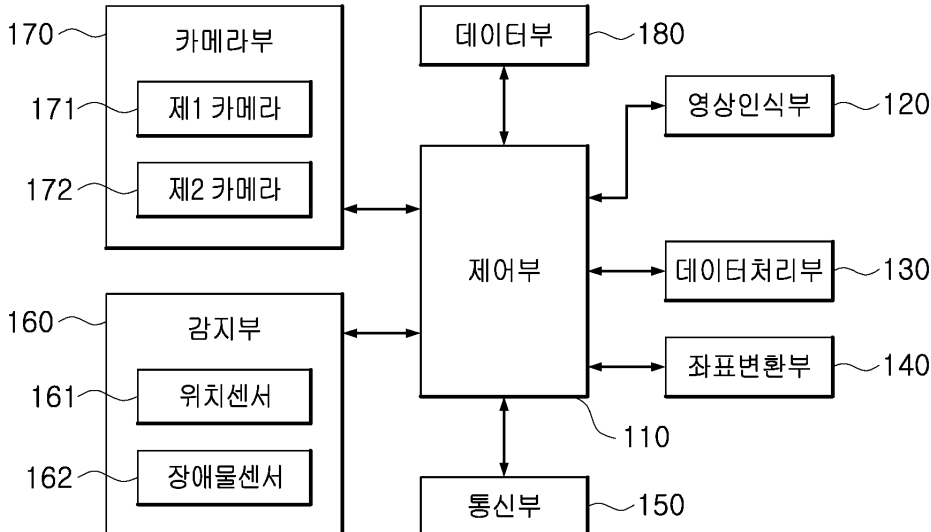 170
카메라부
171
제1 카메라
172
제2 카메라
데이터부
180
영상인식부
120
제어부
110
데이터처리부
130
좌표변환부
140
160
감지부
161
위치센서
162
장애물센서
통신부
150